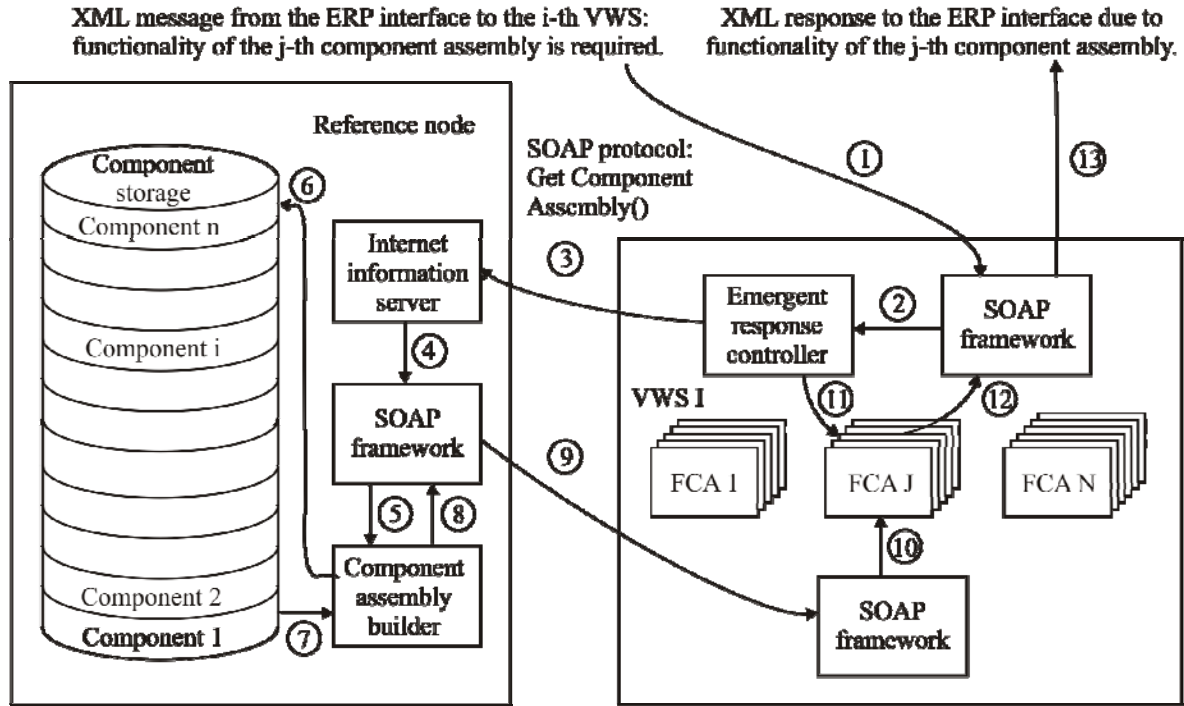 XML message from the ERP interface to the i-th VWS:
functionality of the j-th component assembly is required.
XML response to the ERP interface due to
functionality of the j-th component assembly.
Reference node
Component
storage
Component n
Component i
Component 2
Component 1
6
Internet
information
server
4
SOAP
framework
5
8
Component
assembly
builder
7
SOAP protocol:
Get Component
Assembly()
3
9
1
13
Emergent
response
controller
2
SOAP
framework
VWS I
11
12
FCA 1
FCA J
FCA N
10
SOAP
framework